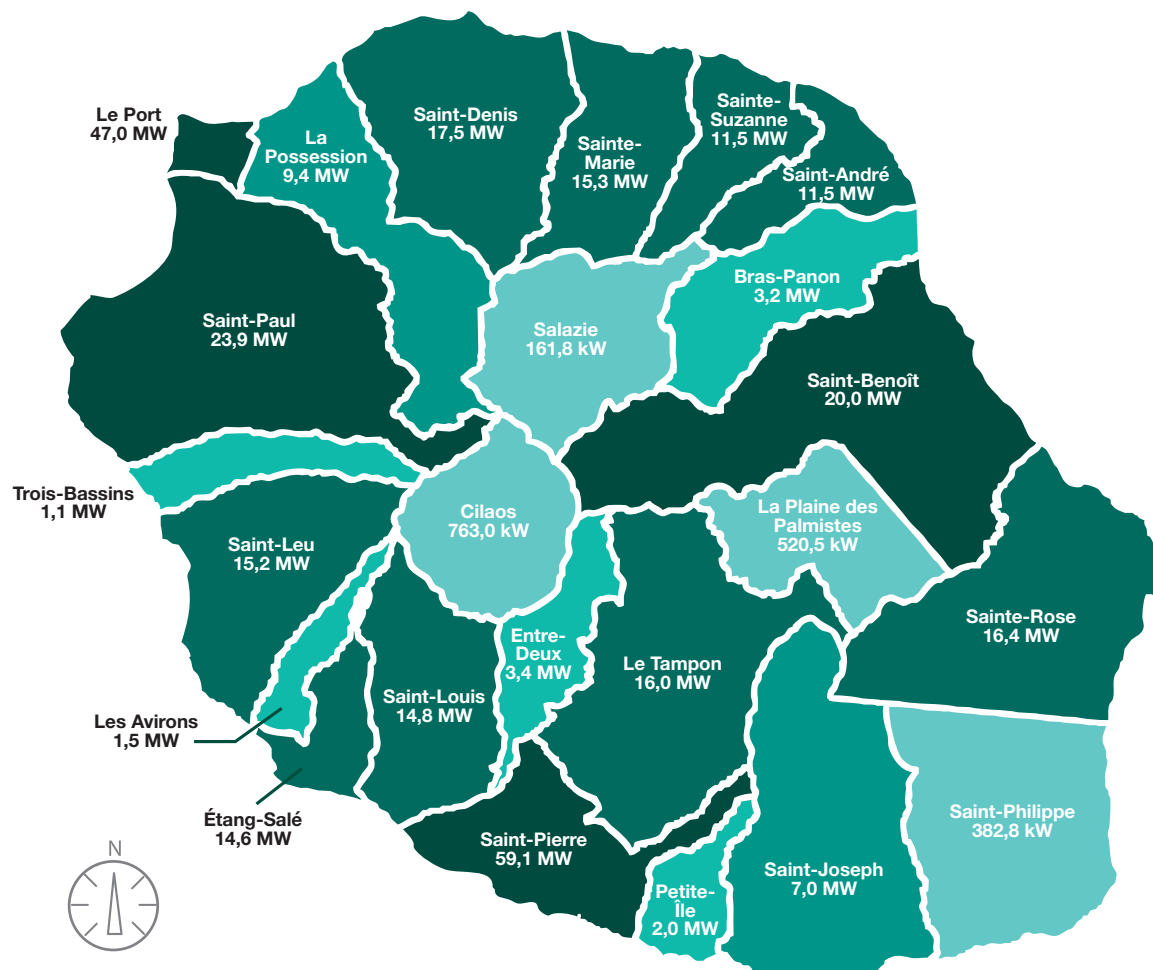 Le Port
47,0 MW
La
Possession
9,4 MW
Saint-Denis
17,5 MW
Sainte-
Marie
15,3 MW
Sainte-
Suzanne
11,5 MW
Saint-André
11,5 MW
Bras-Panon
3,2 MW
Saint-Paul
23,9 MW
Salazie
161,8 kW
Saint-Benoît
20,0 MW
Trois-Bassins
1,1 MW
Cilaos
763,0 kW
La Plaine des
Palmistes
520,5 kW
Saint-Leu
15,2 MW
Sainte-Rose
16,4 MW
Entre-
Deux
3,4 MW
Le Tampon
16,0 MW
Saint-Louis
14,8 MW
Les Avirons
1,5 MW
Étang-Salé
14,6 MW
Saint-Pierre
59,1 MW
Saint-Philippe
382,8 kW
Saint-Joseph
7,0 MW
Petite-
Île
2,0 MW
N